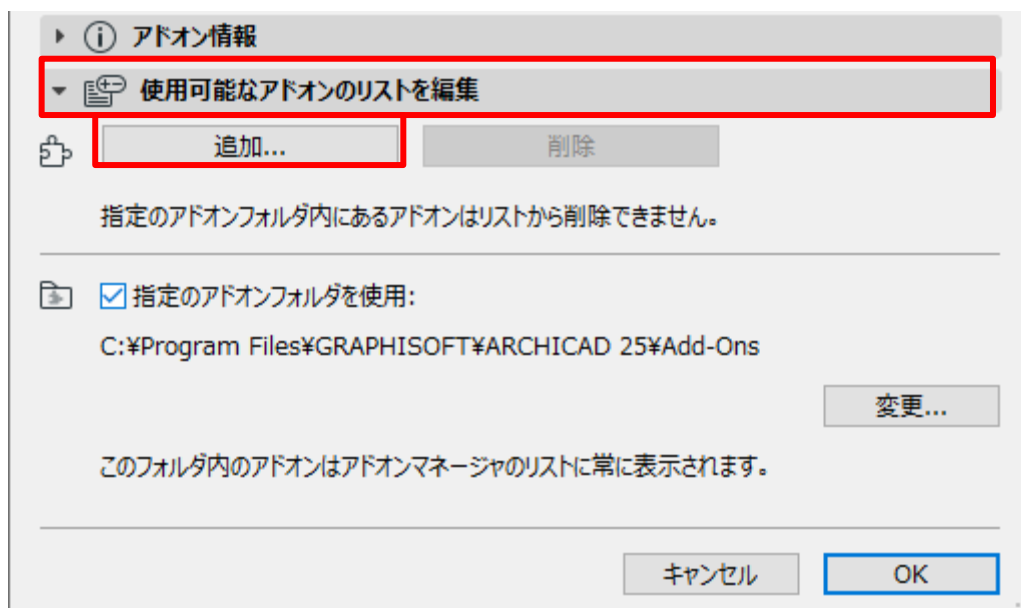 アドオン情報
使用可能なアドオンのリストを編集
追加... 削除
指定のアドオンフォルダ内にあるアドオンはリストから削除できません。
指定のアドオンフォルダを使用:
C:¥Program Files¥GRAPHISOFT¥ARCHICAD 25¥Add-Ons
変更...
このフォルダ内のアドオンはアドオンマネージャのリストに常に表示されます。
キャンセル OK